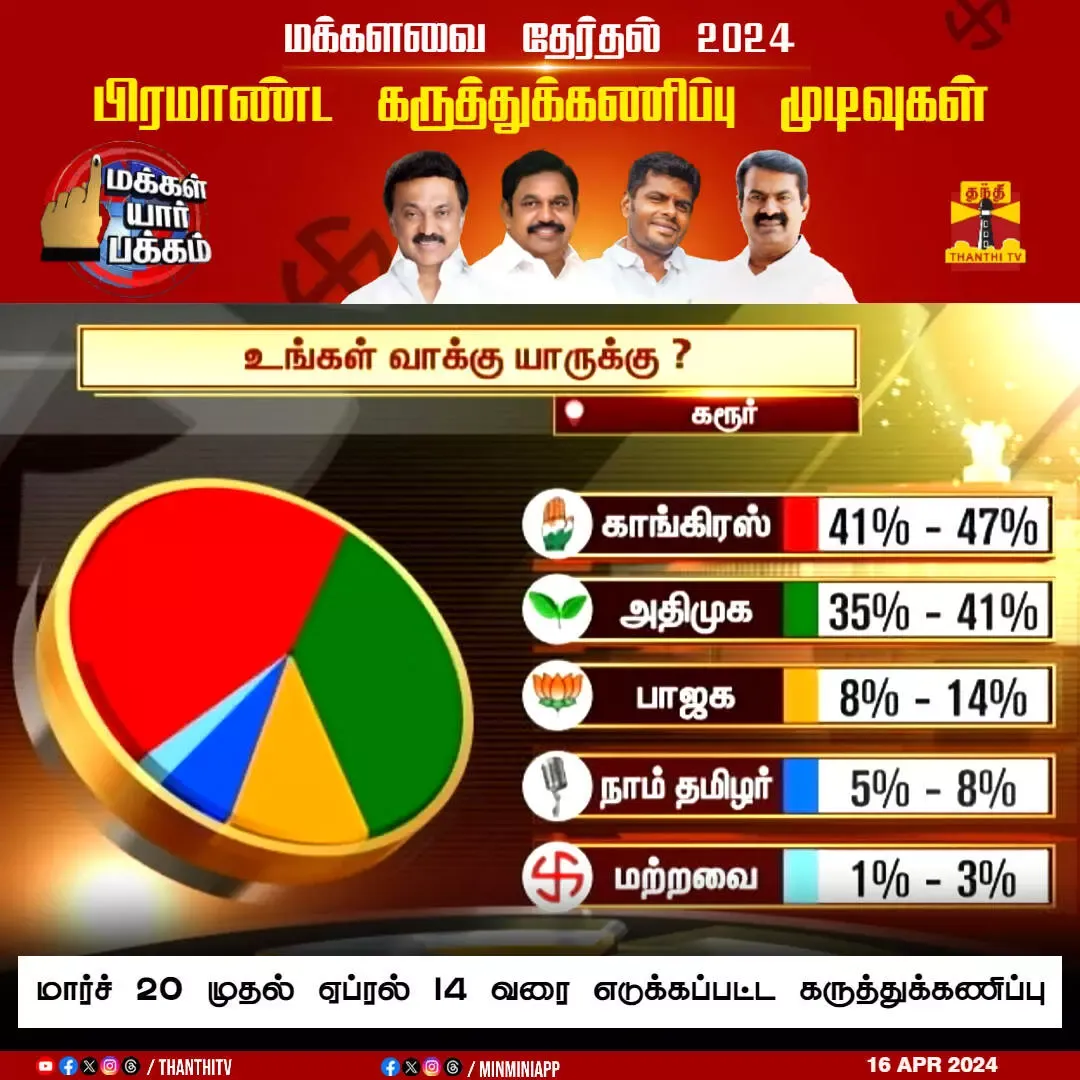 மக்களவை தேர்தல் 2024
பிரமாண்ட கருத்துக்கணிப்பு முடிவுகள்
மக்கள்
யார்
பக்கம்
தந்தி
THANTHI TV
உங்கள் வாக்கு யாருக்கு ?
கரூர்
காங்கிரஸ் 41% - 47%
அதிமுக 35% - 41%
பாஜக 8% - 14%
நாம் தமிழர் 5% - 8%
மற்றவை 1% - 3%
மார்ச் 20 முதல் ஏப்ரல் 14 வரை எடுக்கப்பட்ட கருத்துக்கணிப்பு
/ THANTHITV / MINMINIAPP 16 APR 2024